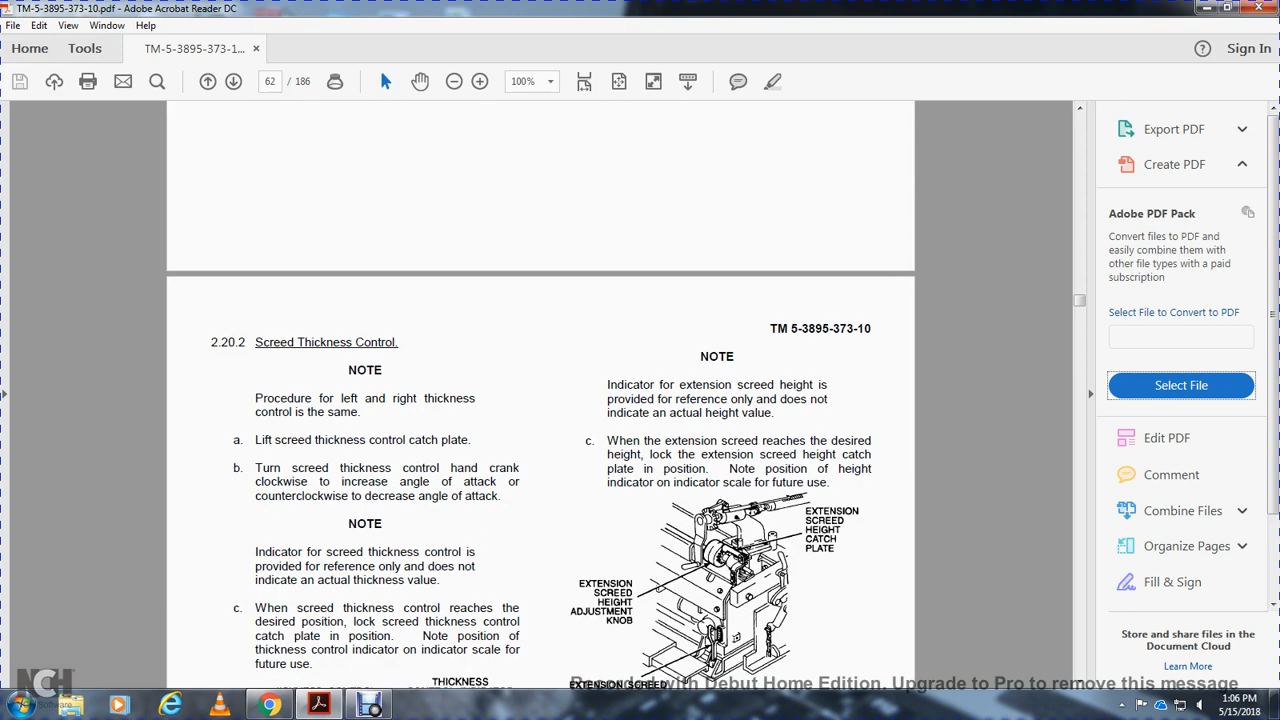 TM-5-3895-373-10.pdf - Adobe Acrobat Reader DC
File Edit View Window Help
Home Tools TM-5-3895-373-1... × Sign In
62 / 186 100%
Export PDF
Create PDF
Adobe PDF Pack
Convert files to PDF and
easily combine them with
other file types with a paid
subscription
Select File to Convert to PDF
Select File
Edit PDF
Comment
Combine Files
Organize Pages
Fill & Sign
Store and share files in the
Document Cloud
Learn More
TM 5-3895-373-10
2.20.2 Screed Thickness Control.
NOTE
Procedure for left and right thickness
control is the same.
a. Lift screed thickness control catch plate.
b. Turn screed thickness control hand crank
clockwise to increase angle of attack or
counterclockwise to decrease angle of attack.
NOTE
Indicator for screed thickness control is
provided for reference only and does not
indicate an actual thickness value.
c. When screed thickness control reaches the
desired position, lock screed thickness control
catch plate in position. Note position of
thickness control indicator on indicator scale for
future use.
THICKNESS
NOTE
Indicator for extension screed height is
provided for reference only and does not
indicate an actual height value.
c. When the extension screed reaches the desired
height, lock the extension screed height catch
plate in position. Note position of height
indicator on indicator scale for future use.
EXTENSION
SCREED
HEIGHT
CATCH
PLATE
EXTENSION
SCREED
HEIGHT
ADJUSTMENT
KNOB
EXTENSION SCREED
Recorded with Debut Home Edition. Upgrade to Pro to remove this message
NCH
Software
1:06 PM
5/15/2018